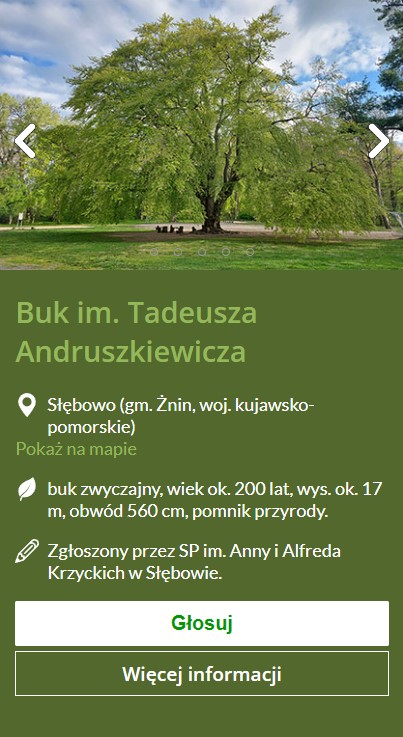 Buk im. Tadeusza
Andruszkiewicza
Słębowo (gm. Żnin, woj. kujawsko-
pomorskie)
Pokaż na mapie
buk zwyczajny, wiek ok. 200 lat, wys. ok. 17
m, obwód 560 cm, pomnik przyrody.
Zgłoszony przez SP im. Anny i Alfreda
Krzyckich w Słębowie.
Głosuj
Więcej informacji